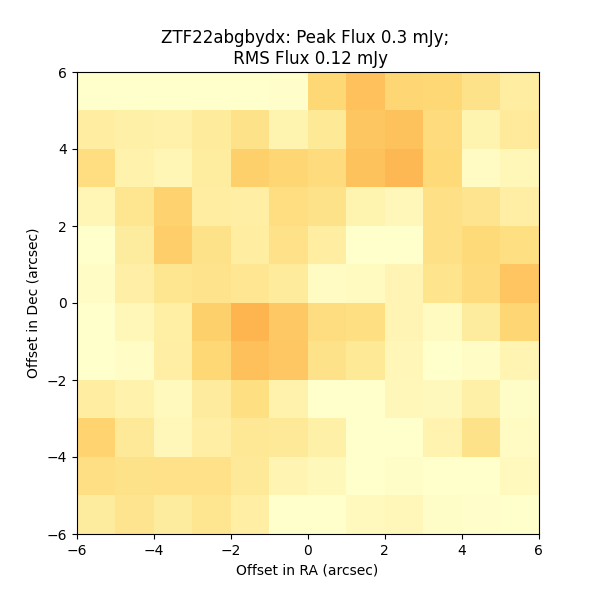 ZTF22abgbydx: Peak Flux 0.3 mJy;
RMS Flux 0.12 mJy
6
4
2
0
−2
−4
−6
Offset in Dec (arcsec)
−6 −4 −2 0 2 4 6
Offset in RA (arcsec)